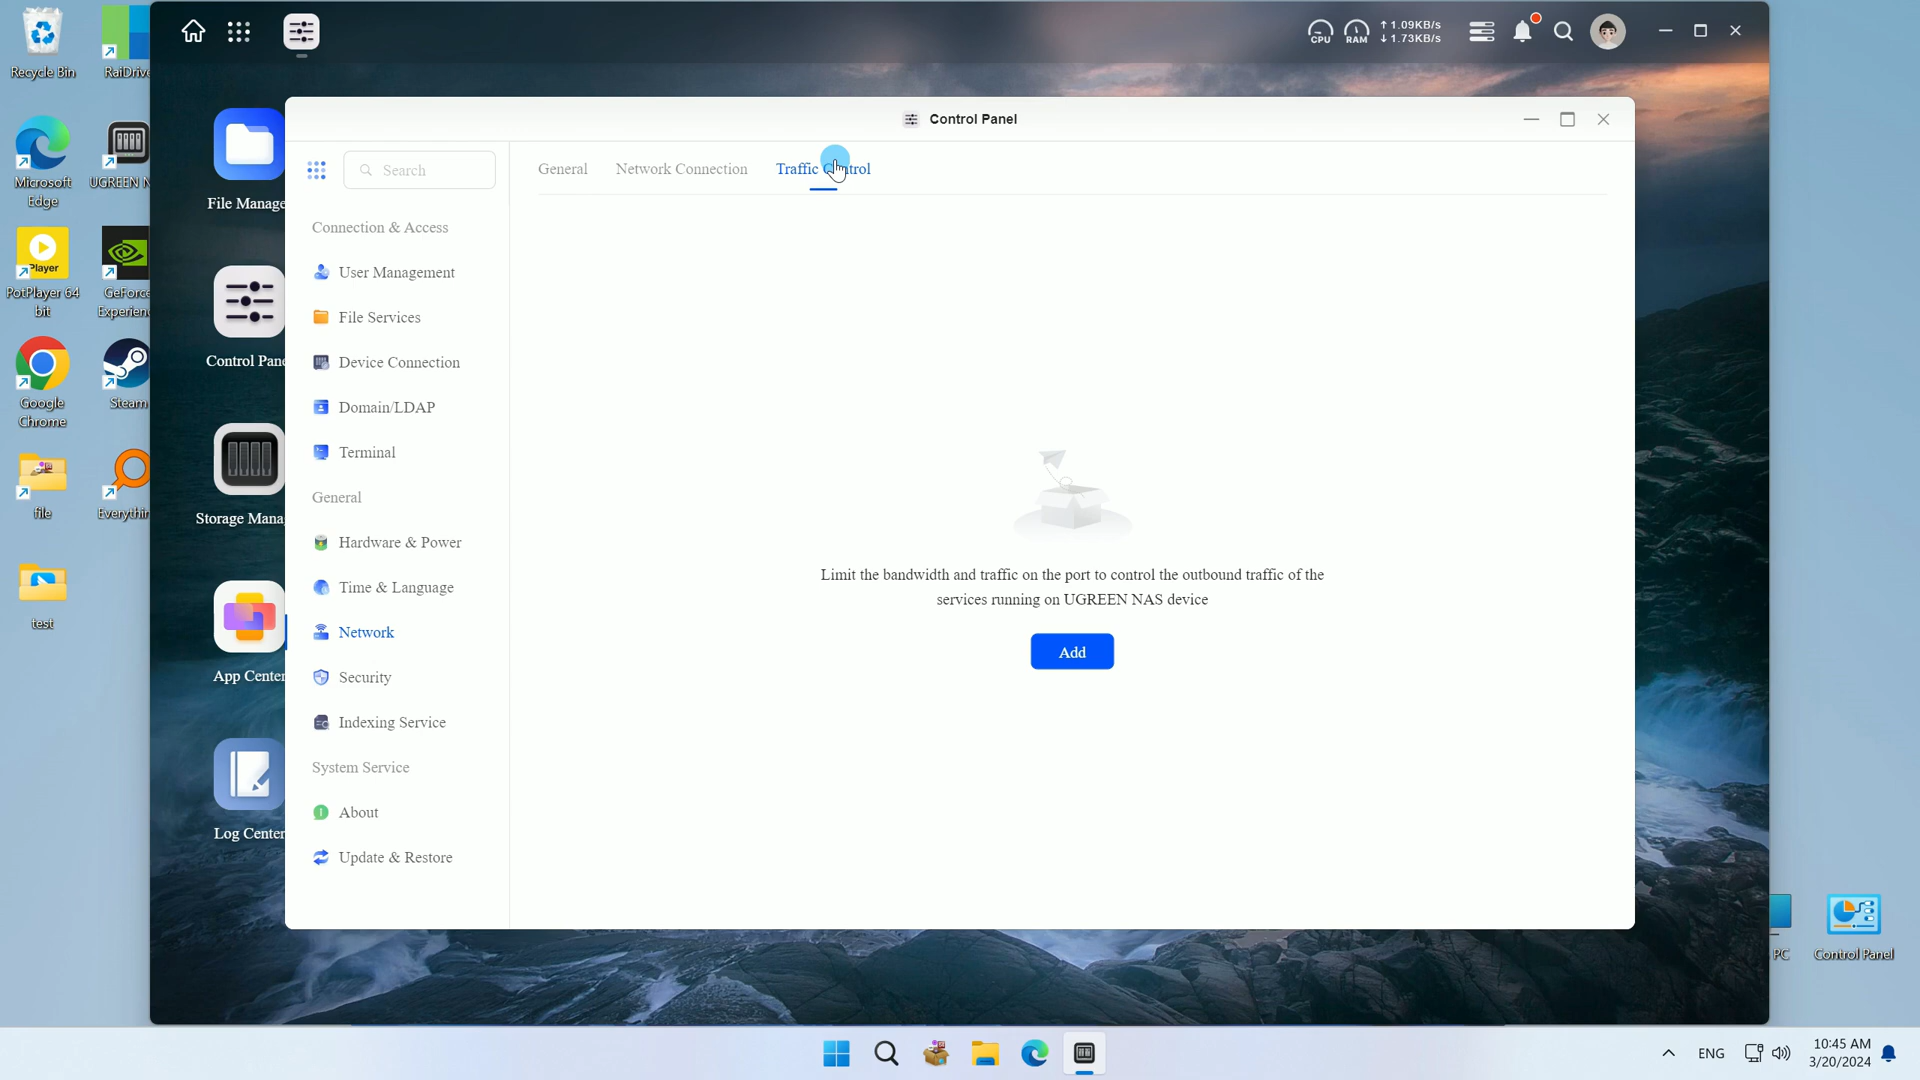 Recycle Bin
RaiDrive
CPU
RAM
↑ 1.09KB/s
↓ 1.73KB/s
Control Panel
Microsoft
Edge
UGREEN N
File Manage
Search
General
Network Connection
Traffic Control
Connection & Access
User Management
File Services
Device Connection
Domain/LDAP
Terminal
General
Hardware & Power
Time & Language
Network
Security
Indexing Service
System Service
About
Update & Restore
Player
PotPlayer 64
bit
GeForce
Experien
Control Pane
Google
Chrome
Steam
file
Everythin
Storage Mana
test
App Center
Log Center
Limit the bandwidth and traffic on the port to control the outbound traffic of the
services running on UGREEN NAS device
Add
PC
Control Panel
ENG
10:45 AM
3/20/2024